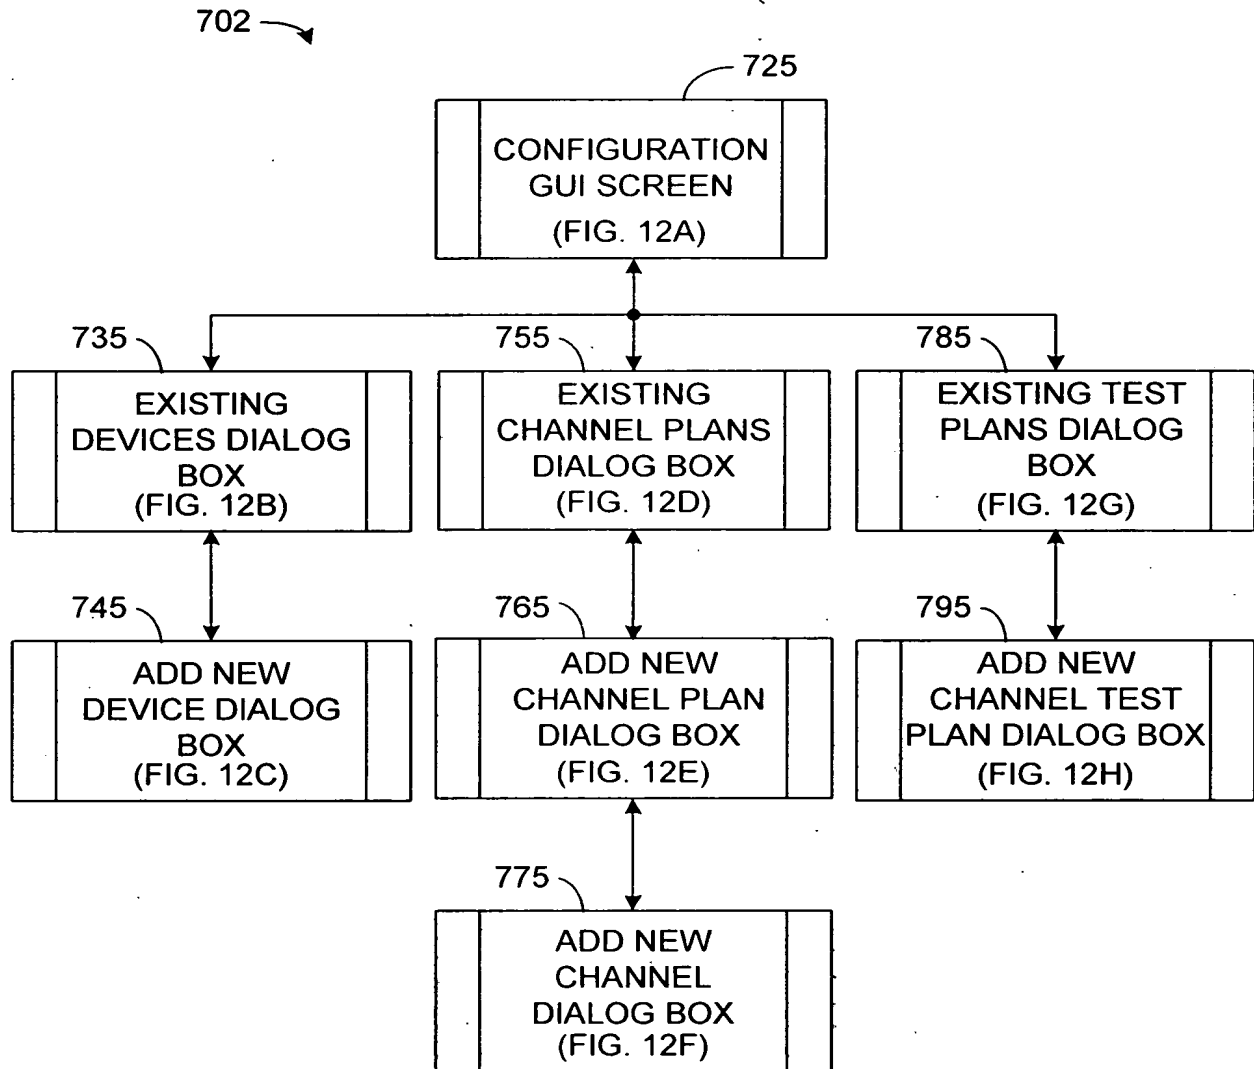 702
725
CONFIGURATION
GUI SCREEN
(FIG. 12A)
735
EXISTING
DEVICES DIALOG
BOX
(FIG. 12B)
755
EXISTING
CHANNEL PLANS
DIALOG BOX
(FIG. 12D)
785
EXISTING TEST
PLANS DIALOG
BOX
(FIG. 12G)
745
ADD NEW
DEVICE DIALOG
BOX
(FIG. 12C)
765
ADD NEW
CHANNEL PLAN
DIALOG BOX
(FIG. 12E)
795
ADD NEW
CHANNEL TEST
PLAN DIALOG BOX
(FIG. 12H)
775
ADD NEW
CHANNEL
DIALOG BOX
(FIG. 12F)